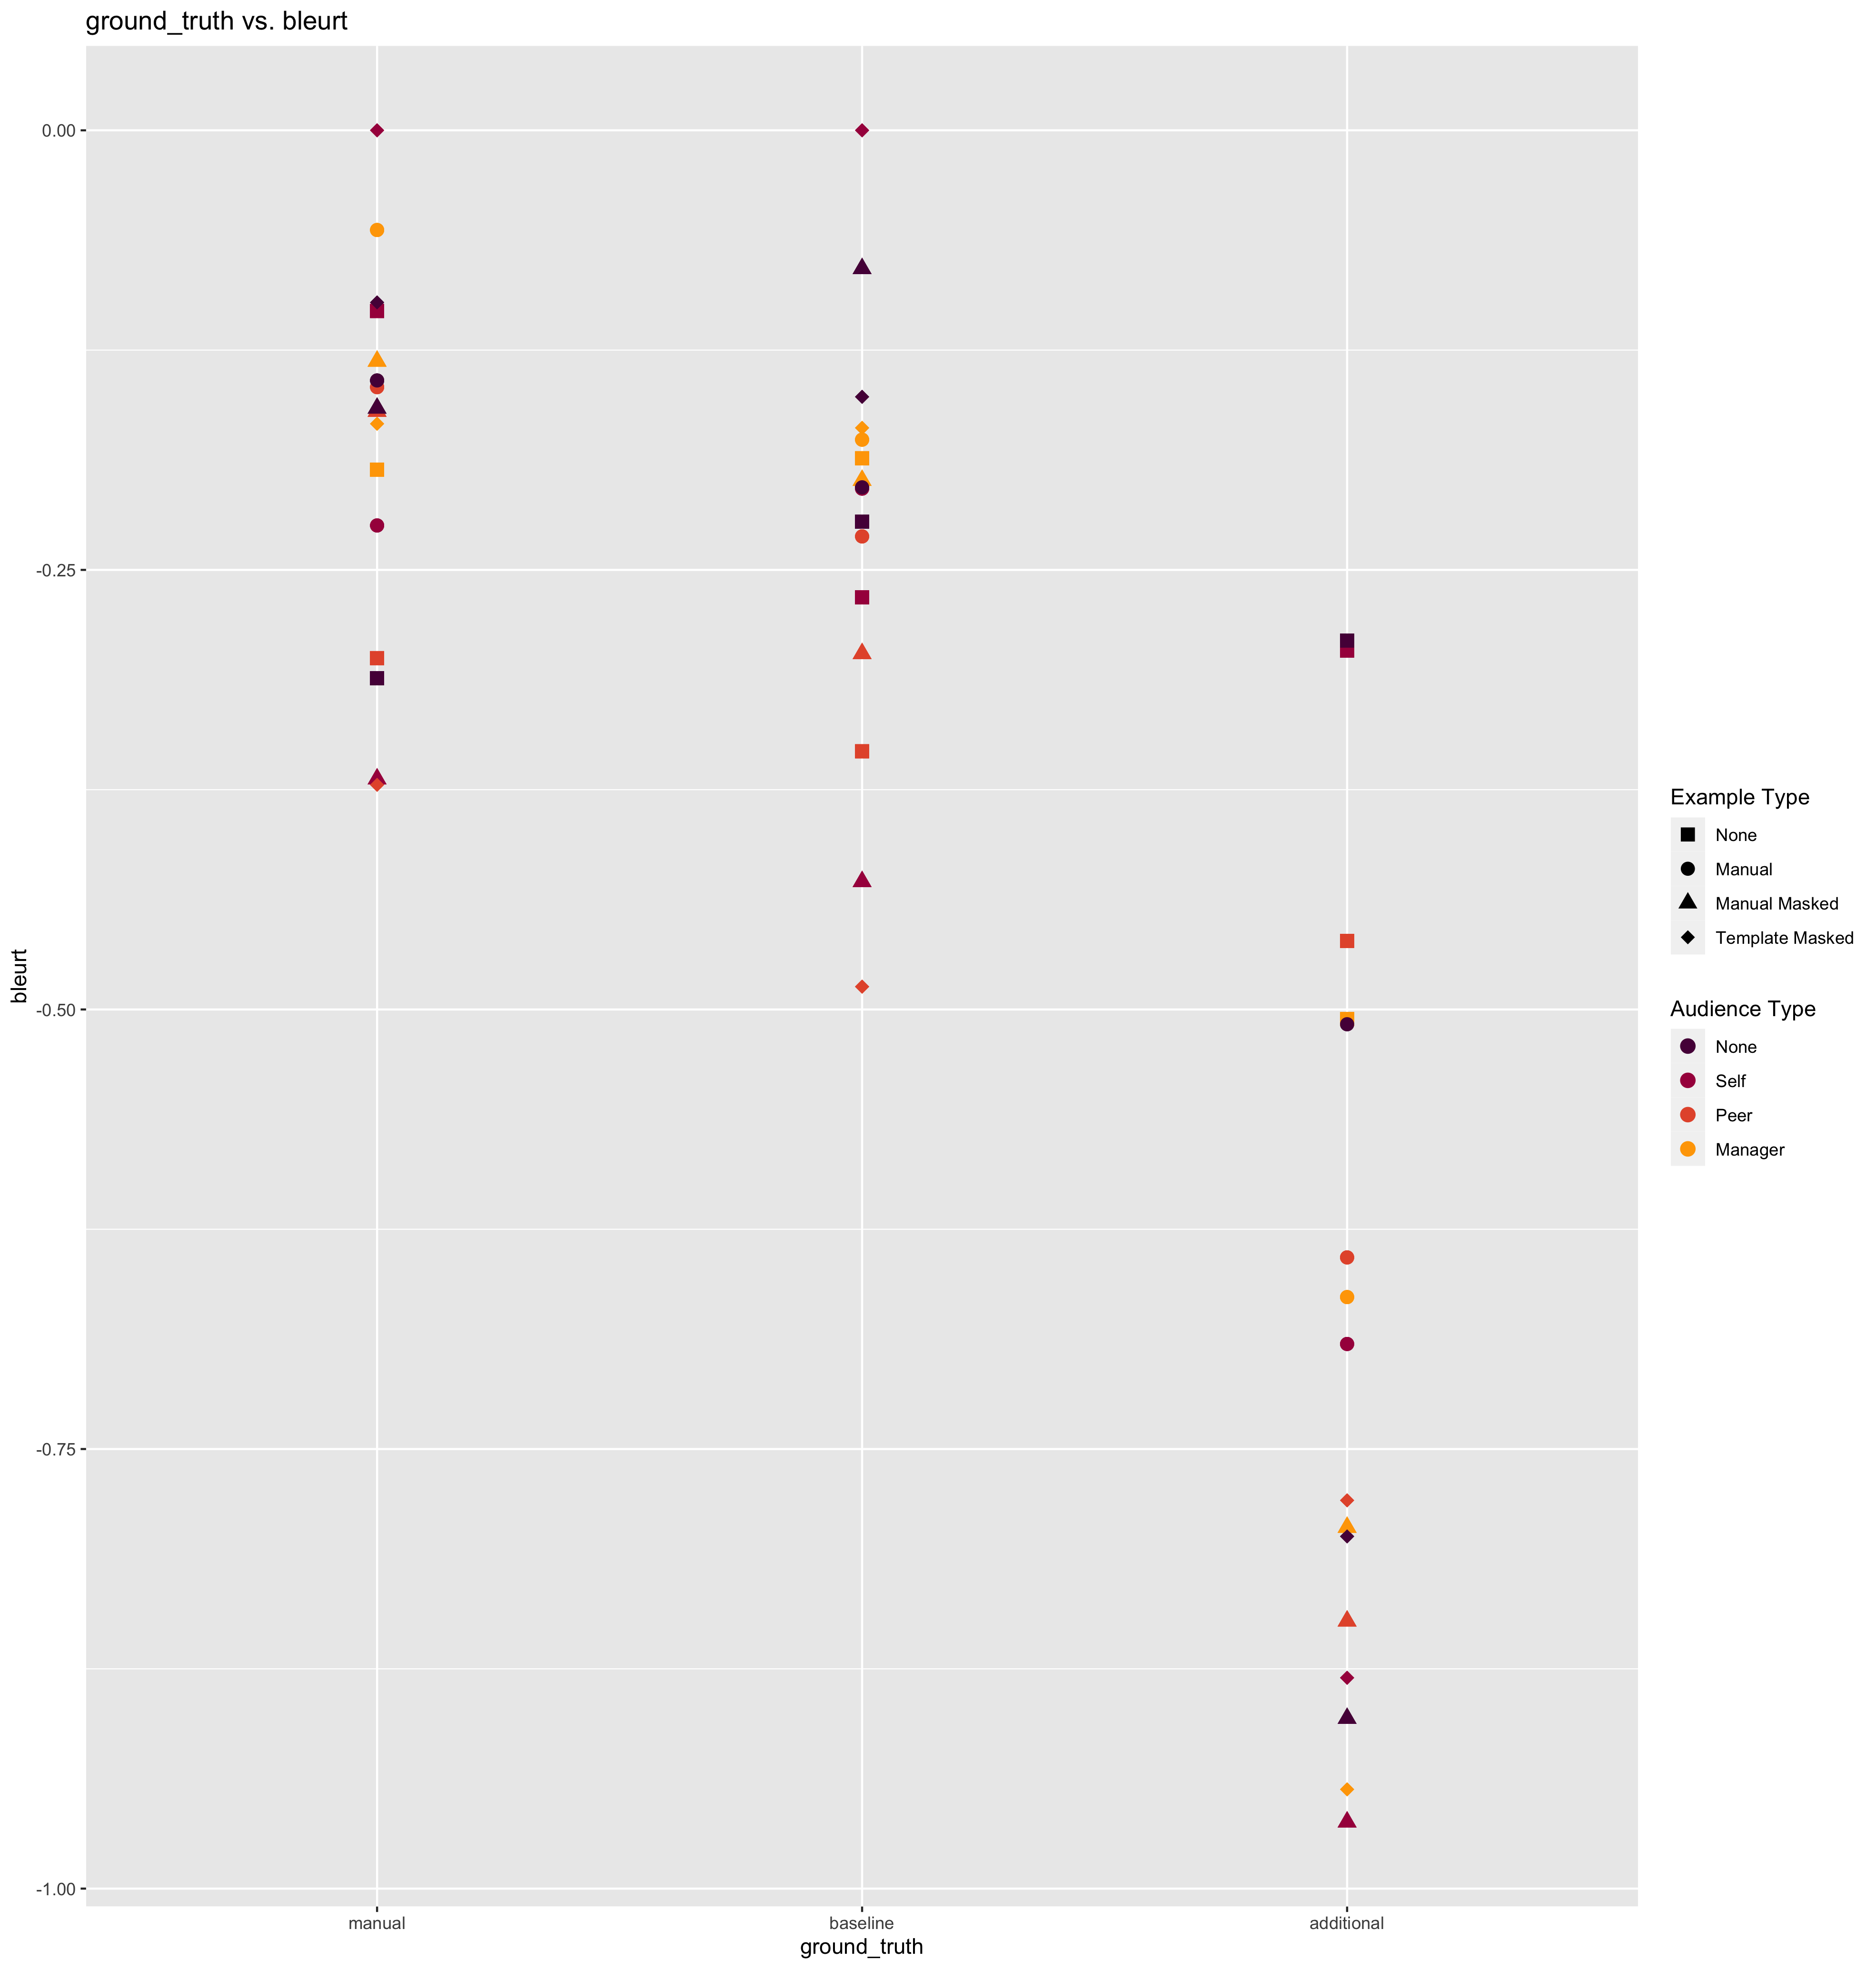 ground_truth vs. bleurt
0.00
-0.25
-0.50
-0.75
-1.00
bleurt
manual
baseline
additional
ground_truth
Example Type
None
Manual
Manual Masked
Template Masked
Audience Type
None
Self
Peer
Manager